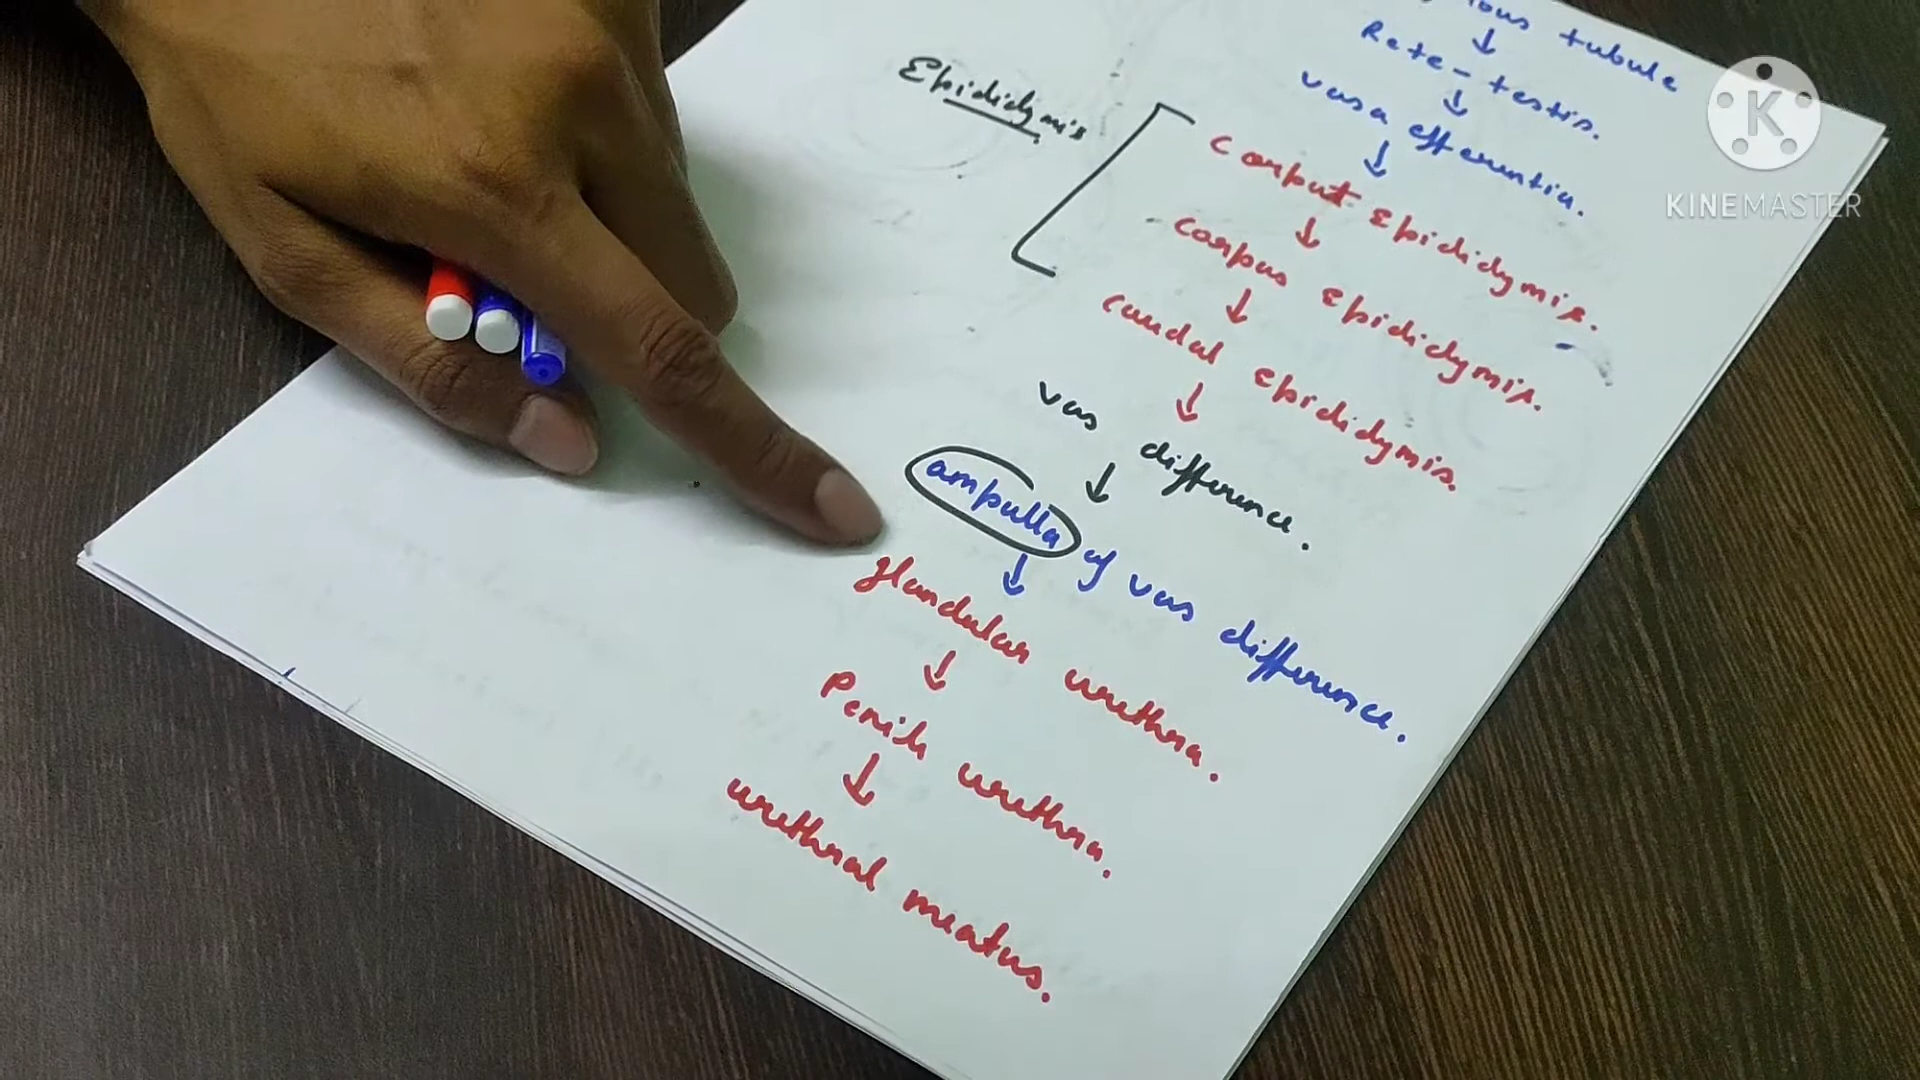 tubule
Rete-testis.
vasa efferentia.
Epididymis
Comput Epididymis.
Corpus Epididymis.
Caudal Epididymis.
vas difference.
ampulla of vas difference.
glandular urethra.
Penile urethra.
urethral meatus.
K
KINEMASTER